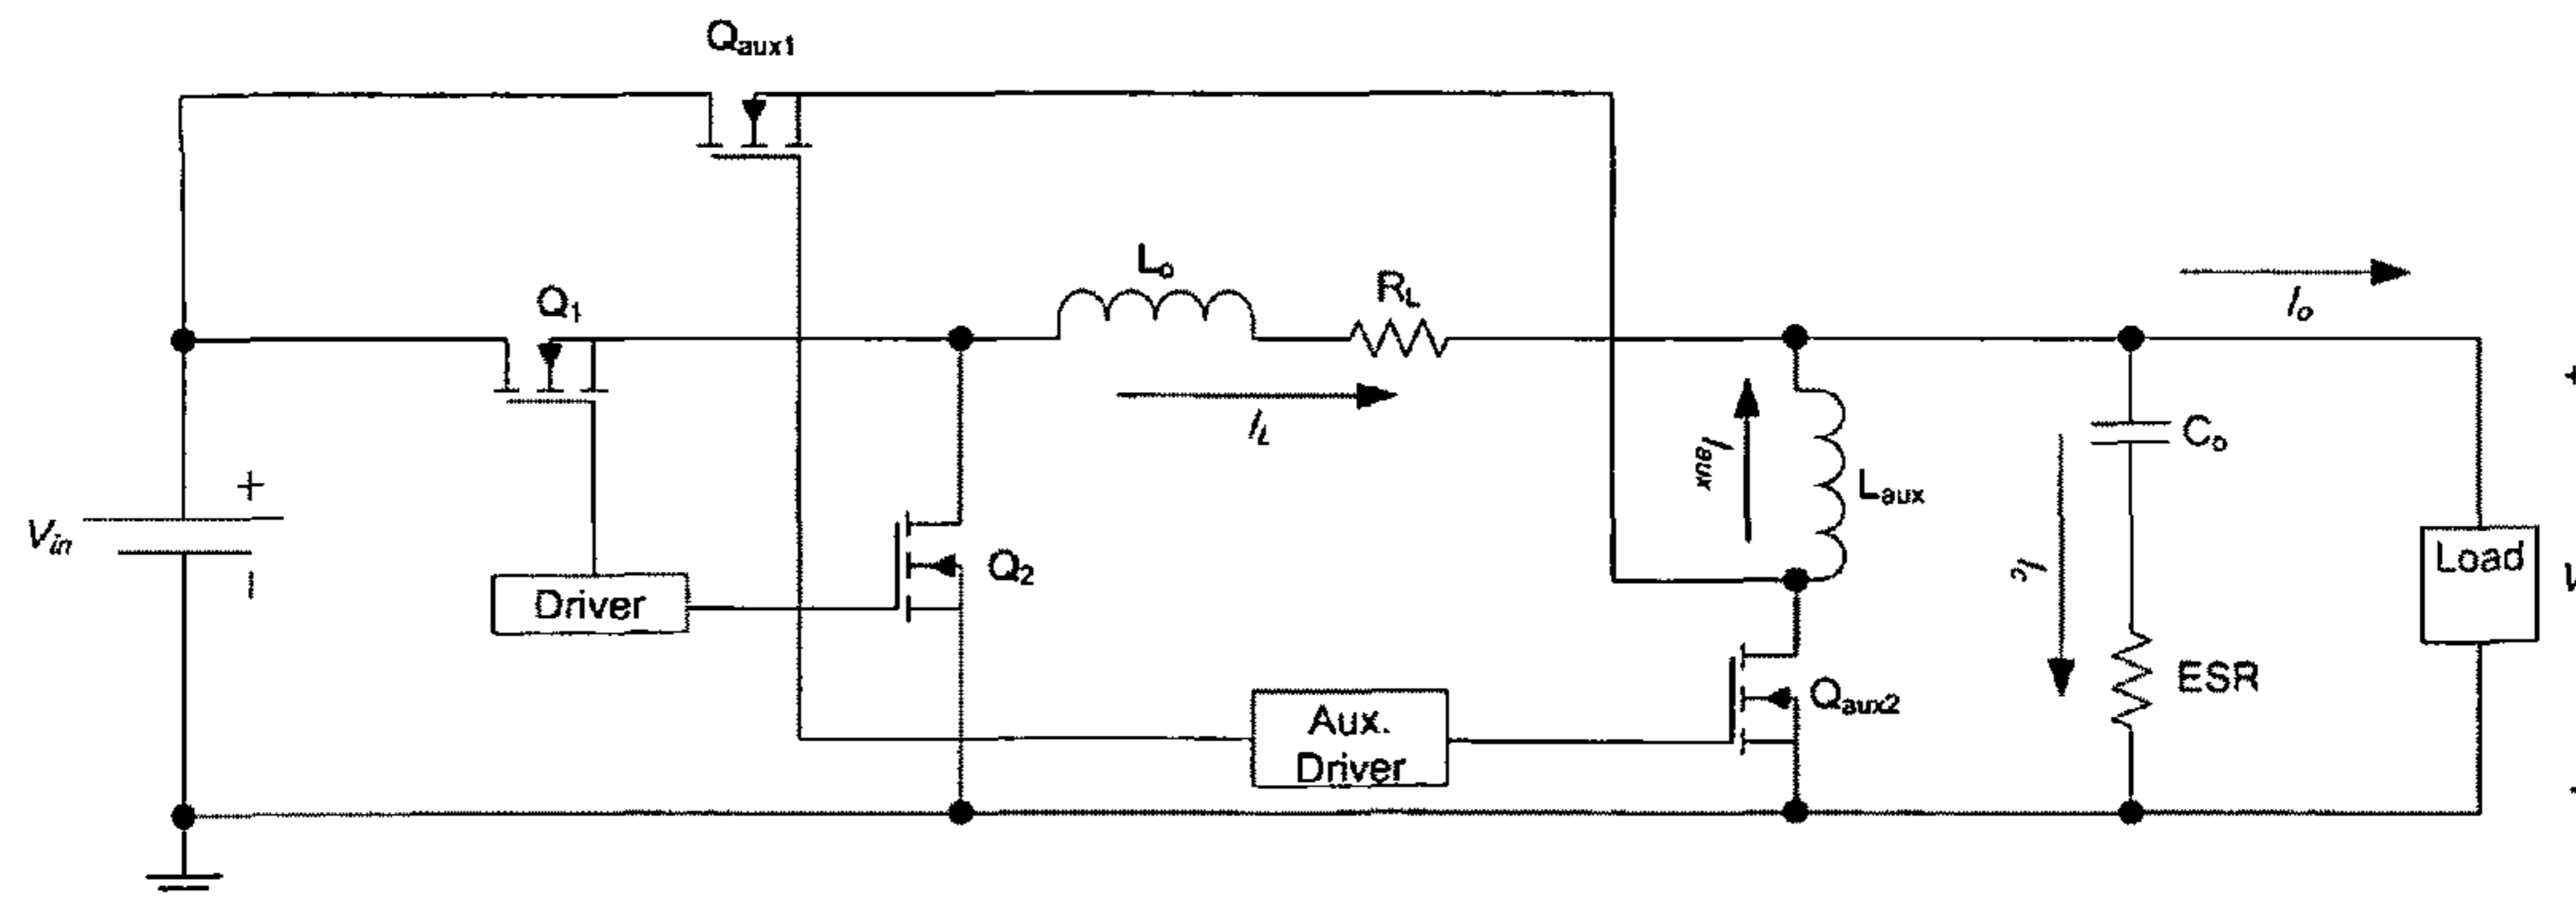 Qaux1
Lo
RL
Q1
Io
IL
Iaux
Laux
Co
+
Vin
−
Q2
Ic
Load
+
Driver
ESR
Qaux2
Aux.
Driver